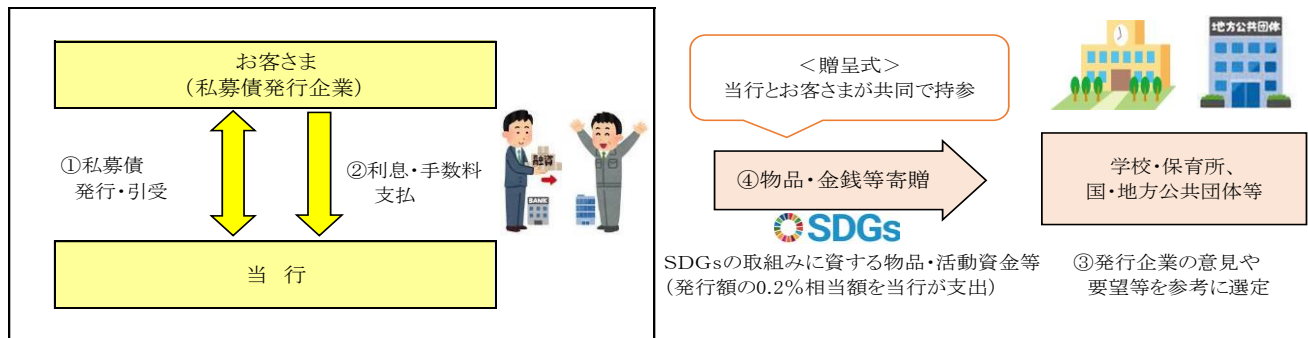 お客さま
（私募債発行企業）
①私募債
発行・引受
②利息・手数料
支払
融資
BANK
当 行
＜贈呈式＞
当行とお客さまが共同で持参
④物品・金銭等寄贈
SDGs
SDGsの取組みに資する物品・活動資金等
（発行額の0.2％相当額を当行が支出）
地方公共団体
学校・保育所、
国・地方公共団体等
③発行企業の意見や
要望等を参考に選定